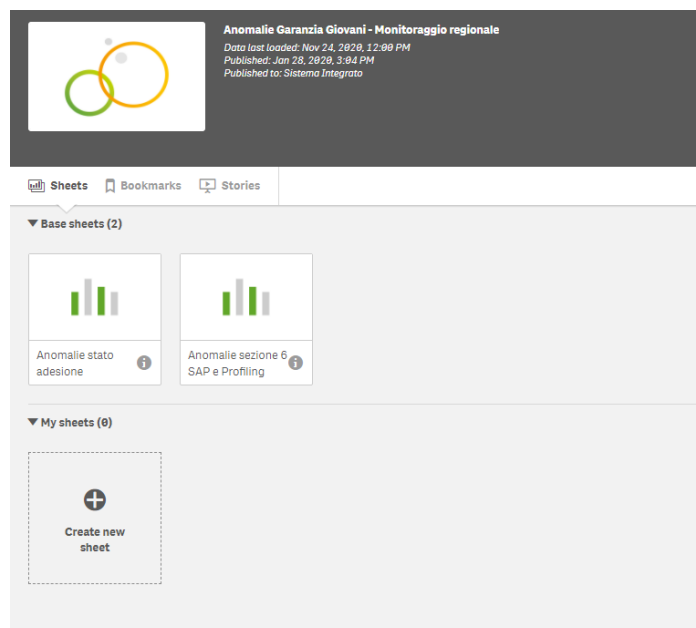 Anomalie Garanzia Giovani - Monitoraggio regionale
Data last loaded: Nov 24, 2020, 12:00 PM
Published: Jan 28, 2020, 3:04 PM
Published to: Sistema Integrato
Sheets Bookmarks Stories
Base sheets (2)
Anomalie stato
adesione
Anomalie sezione 6
SAP e Profiling
My sheets (0)
Create new
sheet